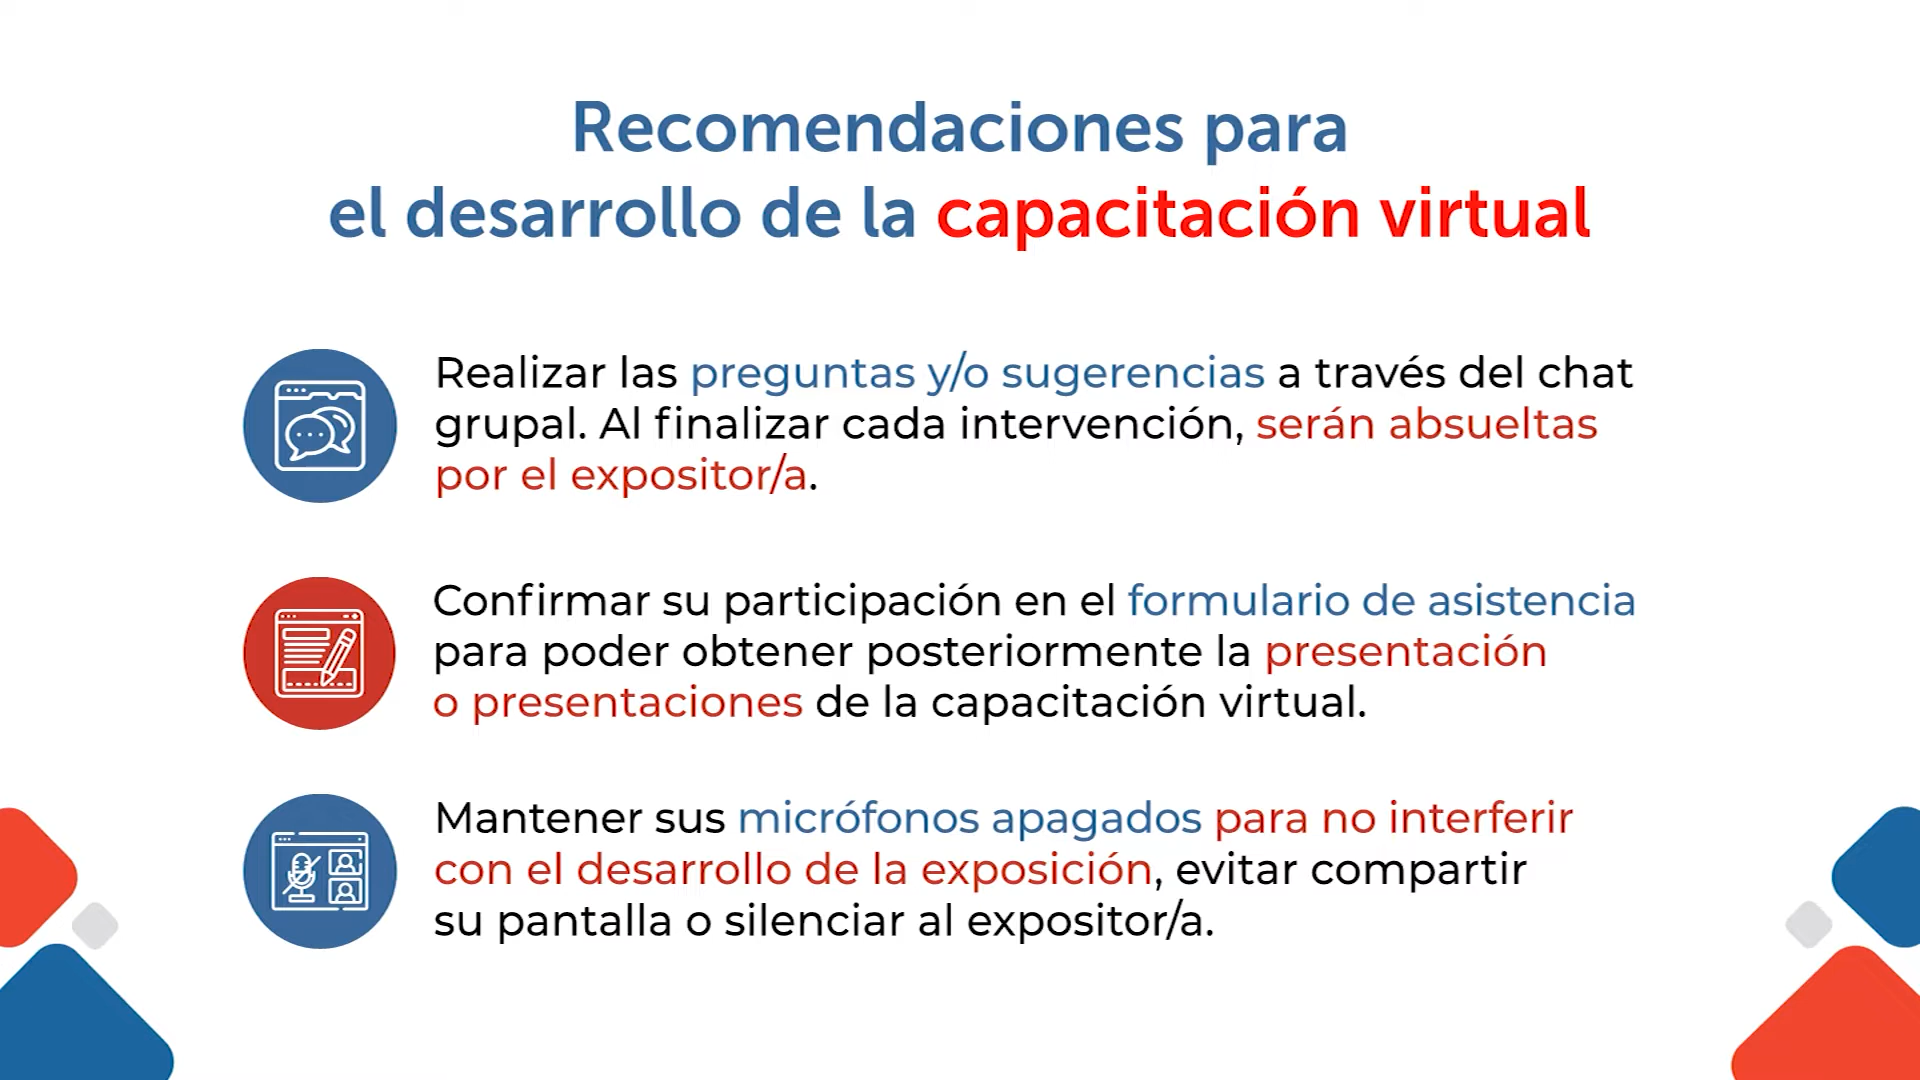 Recomendaciones para
el desarrollo de la capacitación virtual
Realizar las preguntas y/o sugerencias a través del chat
grupal. Al finalizar cada intervención, serán absueltas
por el expositor/a.
Confirmar su participación en el formulario de asistencia
para poder obtener posteriormente la presentación
o presentaciones de la capacitación virtual.
Mantener sus micrófonos apagados para no interferir
con el desarrollo de la exposición, evitar compartir
su pantalla o silenciar al expositor/a.